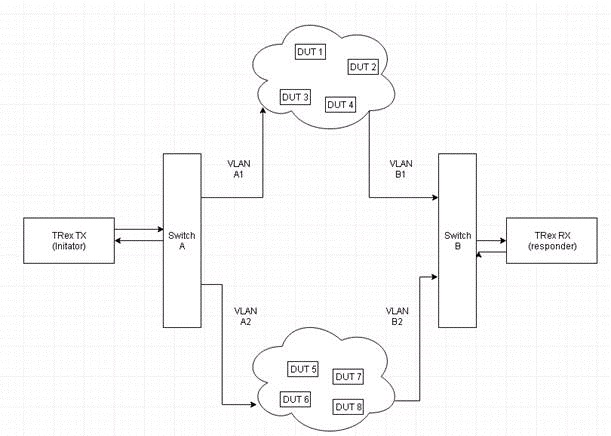 DUT 1
DUT 2
DUT 3
DUT 4
VLAN
A1
VLAN
B1
TRex TX
(Initator)
Switch
A
Switch
B
TRex RX
(responder)
VLAN
A2
VLAN
B2
DUT 5
DUT 7
DUT 6
DUT 8